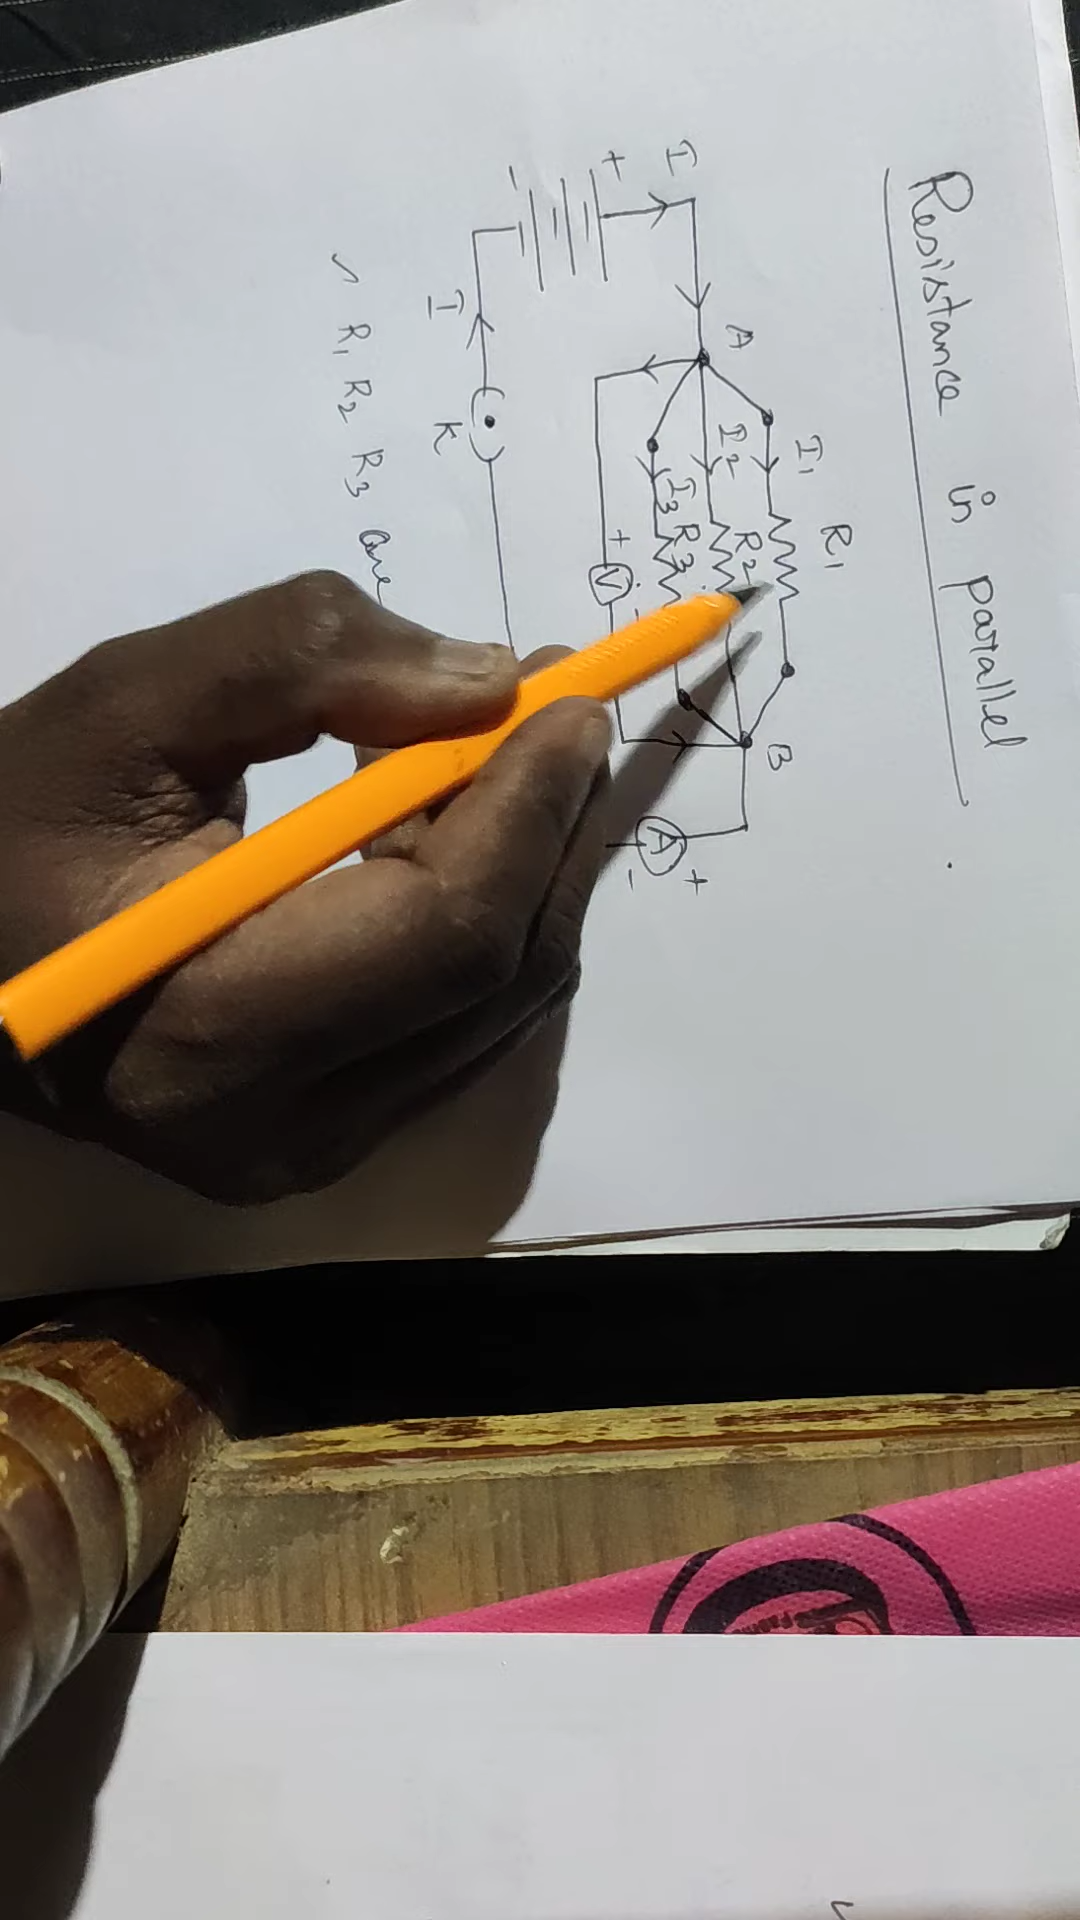 Resistance in parallel
I1 R1
I2 R2
I3 R3
A B
I + -
+ V -
+ A -
I K
R1 R2 R3 are